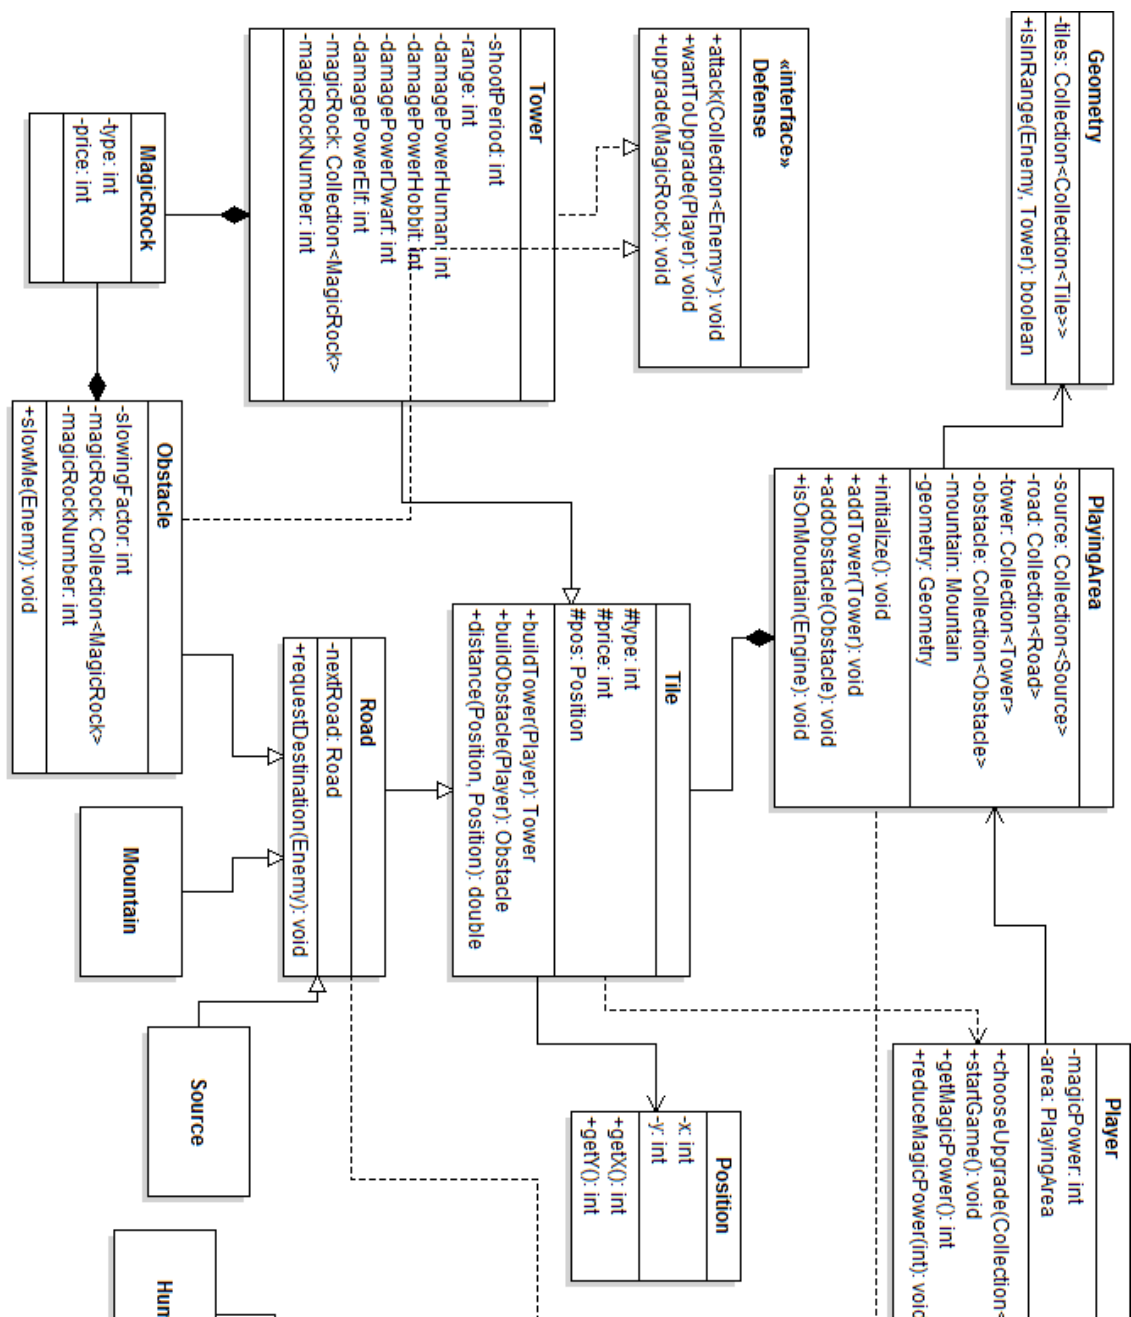 Geometry
-tiles: Collection<Collection<Tile>>
+isInRange(Enemy, Tower): boolean
«interface»
Defense
+attack(Collection<Enemy>): void
+wantToUpgrade(Player): void
+upgrade(MagicRock): void
Tower
-shootPeriod: int
-range: int
-damagePowerHuman: int
-damagePowerHobbit: int
-damagePowerDwarf: int
-damagePowerElf: int
-magicRock: Collection<MagicRock>
-magicRockNumber: int
MagicRock
-type: int
-price: int
PlayingArea
-source: Collection<Source>
-road: Collection<Road>
-tower: Collection<Tower>
-obstacle: Collection<Obstacle>
-mountain: Mountain
-geometry: Geometry
+initialize(): void
+addTower(Tower): void
+addObstacle(Obstacle): void
+isOnMountain(Engine): void
Obstacle
-slowingFactor: int
-magicRock: Collection<MagicRock>
-magicRockNumber: int
+slowMe(Enemy): void
Tile
#type: int
#price: int
#pos: Position
+buildTower(Player): Tower
+buildObstacle(Player): Obstacle
+distance(Position, Position): double
Road
-nextRoad: Road
+requestDestination(Enemy): void
Mountain
Source
Player
-magicPower: int
-area: PlayingArea
+chooseUpgrade(Collection<
+startGame(): void
+getMagicPower(): int
+reduceMagicPower(int): void
Position
-x: int
-y: int
+getX(): int
+getY(): int
Hum